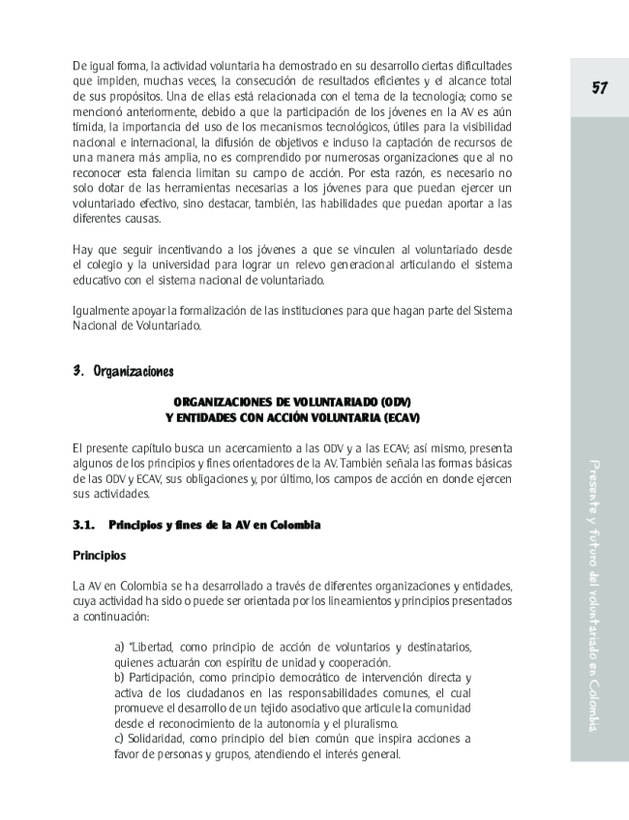 De igual forma, la actividad voluntaria ha demostrado en su desarrollo ciertas dificultades
que impiden, muchas veces, la consecución de resultados eficientes y el alcance total
de sus propósitos. Una de ellas está relacionada con el tema de la tecnología; como se
mencionó anteriormente, debido a que la participación de los jóvenes en la AV es aún
tímida, la importancia del uso de los mecanismos tecnológicos, útiles para la visibilidad
nacional e internacional, la difusión de objetivos e incluso la captación de recursos de
una manera más amplia, no es comprendido por numerosas organizaciones que al no
reconocer esta falencia limitan su campo de acción. Por esta razón, es necesario no
solo dotar de las herramientas necesarias a los jóvenes para que puedan ejercer un
voluntariado efectivo, sino destacar, también, las habilidades que puedan aportar a las
diferentes causas.
Hay que seguir incentivando a los jóvenes a que se vinculen al voluntariado desde
el colegio y la universidad para lograr un relevo generacional articulando el sistema
educativo con el sistema nacional de voluntariado.
Igualmente apoyar la formalización de las instituciones para que hagan parte del Sistema
Nacional de Voluntariado.
3. Organizaciones
ORGANIZACIONES DE VOLUNTARIADO (ODV)
Y ENTIDADES CON ACCIÓN VOLUNTARIA (ECAV)
El presente capítulo busca un acercamiento a las ODV y a las ECAV; así mismo, presenta
algunos de los principios y fines orientadores de la AV. También señala las formas básicas
de las ODV y ECAV, sus obligaciones y, por último, los campos de acción en donde ejercen
sus actividades.
3.1. Principios y fines de la AV en Colombia
Principios
La AV en Colombia se ha desarrollado a través de diferentes organizaciones y entidades,
cuya actividad ha sido o puede ser orientada por los lineamientos y principios presentados
a continuación:
a) "Libertad, como principio de acción de voluntarios y destinatarios,
quienes actuarán con espíritu de unidad y cooperación.
b) Participación, como principio democrático de intervención directa y
activa de los ciudadanos en las responsabilidades comunes, el cual
promueve el desarrollo de un tejido asociativo que articule la comunidad
desde el reconocimiento de la autonomía y el pluralismo.
c) Solidaridad, como principio del bien común que inspira acciones a
favor de personas y grupos, atendiendo el interés general.
57
Presente y futuro del voluntariado en Colombia